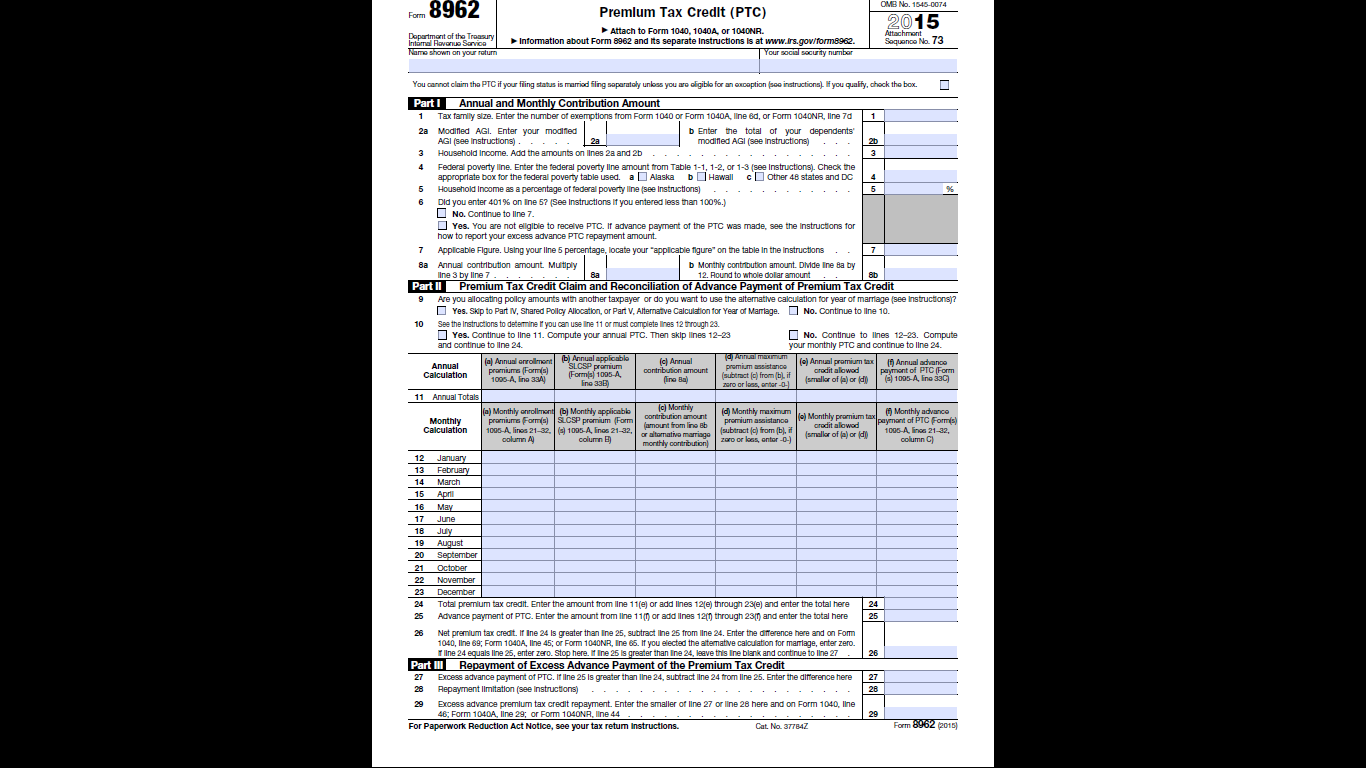 Form 8962
Department of the Treasury
Internal Revenue Service
Premium Tax Credit (PTC)
▶ Attach to Form 1040, 1040A, or 1040NR.
▶ Information about Form 8962 and its separate instructions is at www.irs.gov/form8962.
OMB No. 1545-0074
2015
Attachment
Sequence No. 73
Name shown on your return
Your social security number
You cannot claim the PTC if your filing status is married filing separately unless you are eligible for an exception (see instructions). If you qualify, check the box.
Part I Annual and Monthly Contribution Amount
1 Tax family size. Enter the number of exemptions from Form 1040 or Form 1040A, line 6d, or Form 1040NR, line 7d 1
2a Modified AGI. Enter your modified
AGI (see instructions) . . . . . 2a
b Enter the total of your dependents'
modified AGI (see instructions) . . . 2b
3 Household income. Add the amounts on lines 2a and 2b . . . . . . . . . . . . . . . 3
4 Federal poverty line. Enter the federal poverty line amount from Table 1-1, 1-2, or 1-3 (see instructions). Check the
appropriate box for the federal poverty table used. a Alaska b Hawaii c Other 48 states and DC 4
5 Household income as a percentage of federal poverty line (see instructions) . . . . . . . . . . . 5 %
6 Did you enter 401% on line 5? (See instructions if you entered less than 100%.)
No. Continue to line 7.
Yes. You are not eligible to receive PTC. If advance payment of the PTC was made, see the instructions for
how to report your excess advance PTC repayment amount.
7 Applicable Figure. Using your line 5 percentage, locate your "applicable figure" on the table in the instructions . . 7
8a Annual contribution amount. Multiply
line 3 by line 7 . . . . . . . 8a
b Monthly contribution amount. Divide line 8a by
12. Round to whole dollar amount . . 8b
Part II Premium Tax Credit Claim and Reconciliation of Advance Payment of Premium Tax Credit
9 Are you allocating policy amounts with another taxpayer or do you want to use the alternative calculation for year of marriage (see instructions)?
Yes. Skip to Part IV, Shared Policy Allocation, or Part V, Alternative Calculation for Year of Marriage. No. Continue to line 10.
10 See the instructions to determine if you can use line 11 or must complete lines 12 through 23.
Yes. Continue to line 11. Compute your annual PTC. Then skip lines 12–23
and continue to line 24.
No. Continue to lines 12–23. Compute
your monthly PTC and continue to line 24.
Annual
Calculation
(a) Annual enrollment
premiums (Form(s)
1095-A, line 33A)
(b) Annual applicable
SLCSP premium
(Form(s) 1095-A,
line 33B)
(c) Annual
contribution amount
(line 8a)
(d) Annual maximum
premium assistance
(subtract (c) from (b), if
zero or less, enter -0-)
(e) Annual premium tax
credit allowed
(smaller of (a) or (d))
(f) Annual advance
payment of PTC (Form
(s) 1095-A, line 33C)
11 Annual Totals
Monthly
Calculation
(a) Monthly enrollment
premiums (Form(s)
1095-A, lines 21–32,
column A)
(b) Monthly applicable
SLCSP premium (Form
(s) 1095-A, lines 21–32,
column B)
(c) Monthly
contribution amount
(amount from line 8b
or alternative marriage
monthly contribution)
(d) Monthly maximum
premium assistance
(subtract (c) from (b), if
zero or less, enter -0-)
(e) Monthly premium tax
credit allowed
(smaller of (a) or (d))
(f) Monthly advance
payment of PTC (Form(s)
1095-A, lines 21–32,
column C)
12 January
13 February
14 March
15 April
16 May
17 June
18 July
19 August
20 September
21 October
22 November
23 December
24 Total premium tax credit. Enter the amount from line 11(e) or add lines 12(e) through 23(e) and enter the total here 24
25 Advance payment of PTC. Enter the amount from line 11(f) or add lines 12(f) through 23(f) and enter the total here 25
26 Net premium tax credit. If line 24 is greater than line 25, subtract line 25 from line 24. Enter the difference here and on Form
1040, line 69; Form 1040A, line 45; or Form 1040NR, line 65. If you elected the alternative calculation for marriage, enter zero.
If line 24 equals line 25, enter zero. Stop here. If line 25 is greater than line 24, leave this line blank and continue to line 27 . 26
Part III Repayment of Excess Advance Payment of the Premium Tax Credit
27 Excess advance payment of PTC. If line 25 is greater than line 24, subtract line 24 from line 25. Enter the difference here 27
28 Repayment limitation (see instructions) . . . . . . . . . . . . . . . . . . . . 28
29 Excess advance premium tax credit repayment. Enter the smaller of line 27 or line 28 here and on Form 1040, line
46; Form 1040A, line 29; or Form 1040NR, line 44 . . . . . . . . . . . . . . . . . 29
For Paperwork Reduction Act Notice, see your tax return instructions. Cat. No. 37784Z Form 8962 (2015)